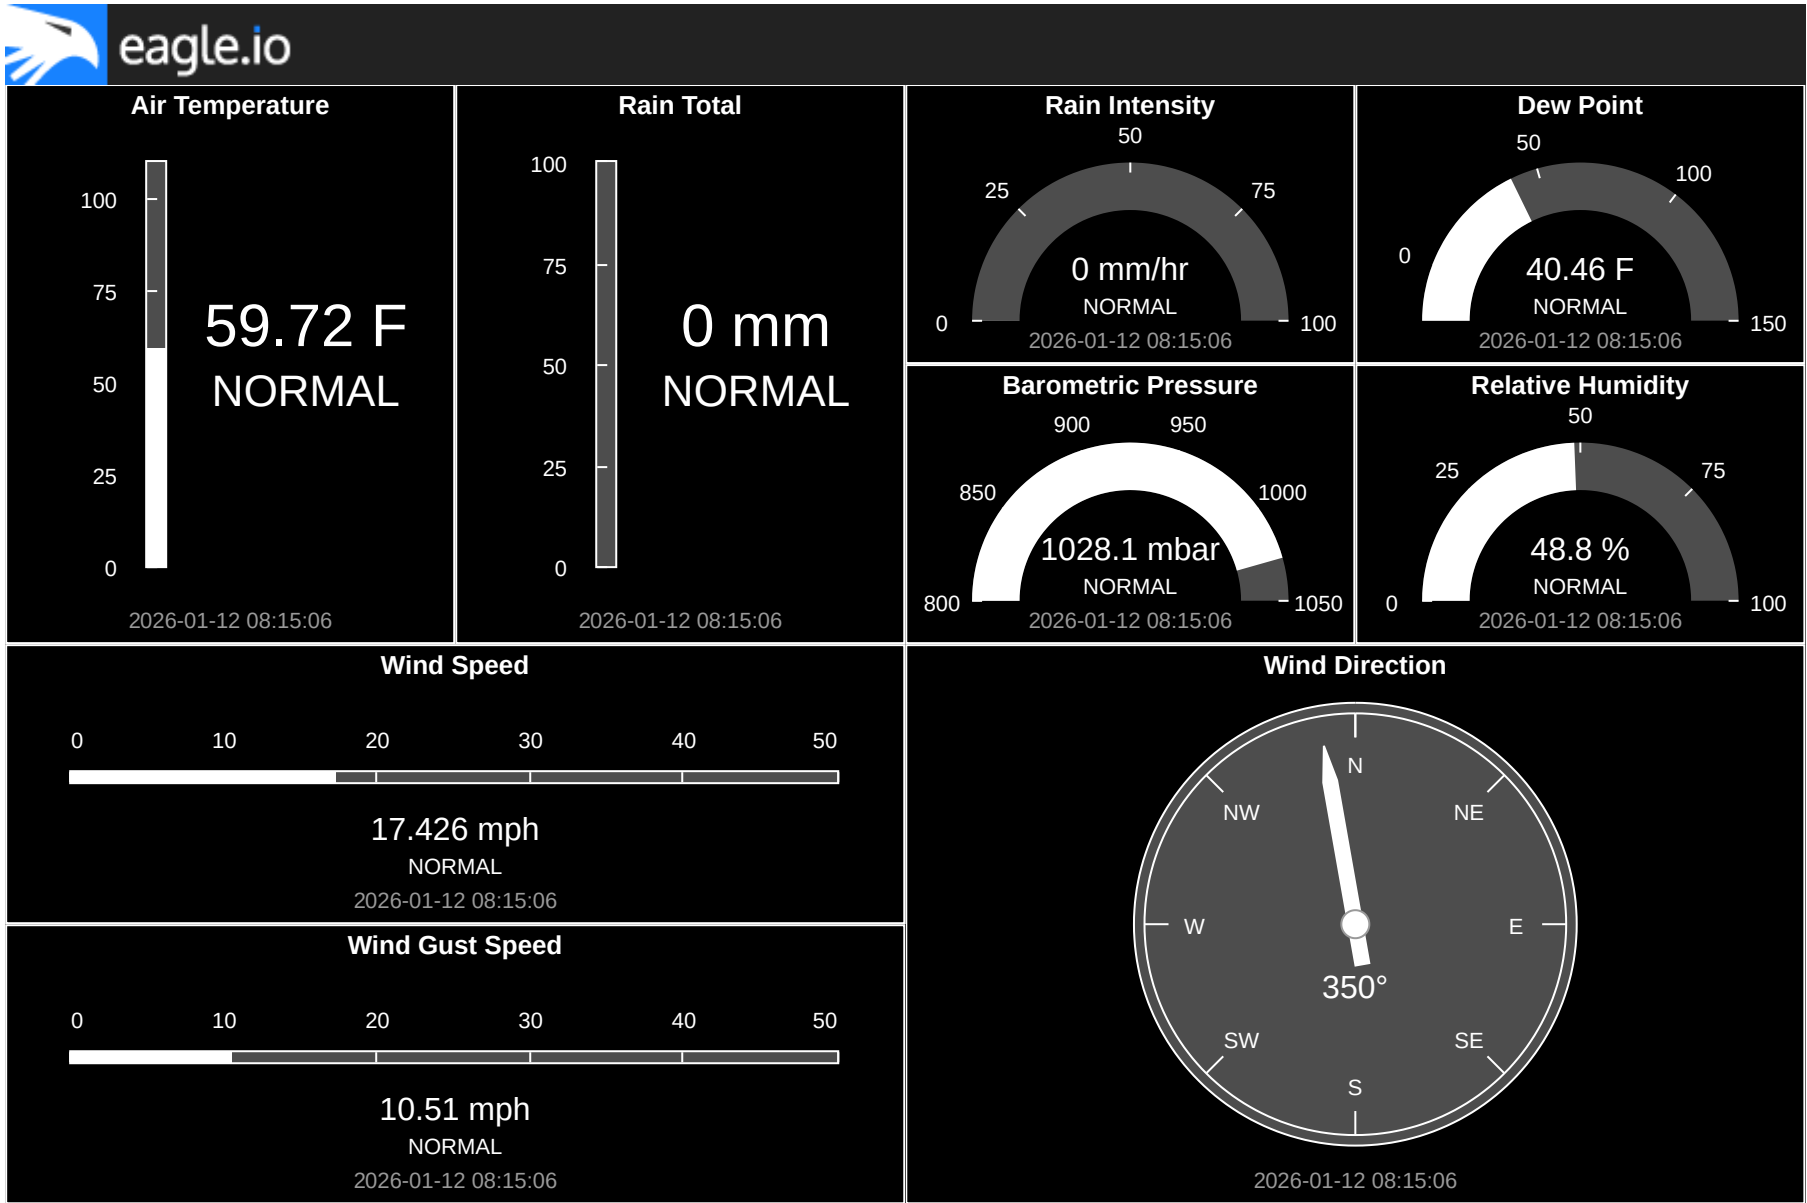 eagle.io
Air Temperature
100
75
50
25
0
59.72 F
NORMAL
2026-01-12 08:15:06
Rain Total
100
75
50
25
0
0 mm
NORMAL
2026-01-12 08:15:06
Rain Intensity
50
25
75
0
100
0 mm/hr
NORMAL
2026-01-12 08:15:06
Dew Point
50
100
0
150
40.46 F
NORMAL
2026-01-12 08:15:06
Barometric Pressure
900
950
850
1000
800
1050
1028.1 mbar
NORMAL
2026-01-12 08:15:06
Relative Humidity
50
25
75
0
100
48.8 %
NORMAL
2026-01-12 08:15:06
Wind Speed
0 10 20 30 40 50
17.426 mph
NORMAL
2026-01-12 08:15:06
Wind Gust Speed
0 10 20 30 40 50
10.51 mph
NORMAL
2026-01-12 08:15:06
Wind Direction
N
NW
NE
W
E
350°
SW
SE
S
2026-01-12 08:15:06